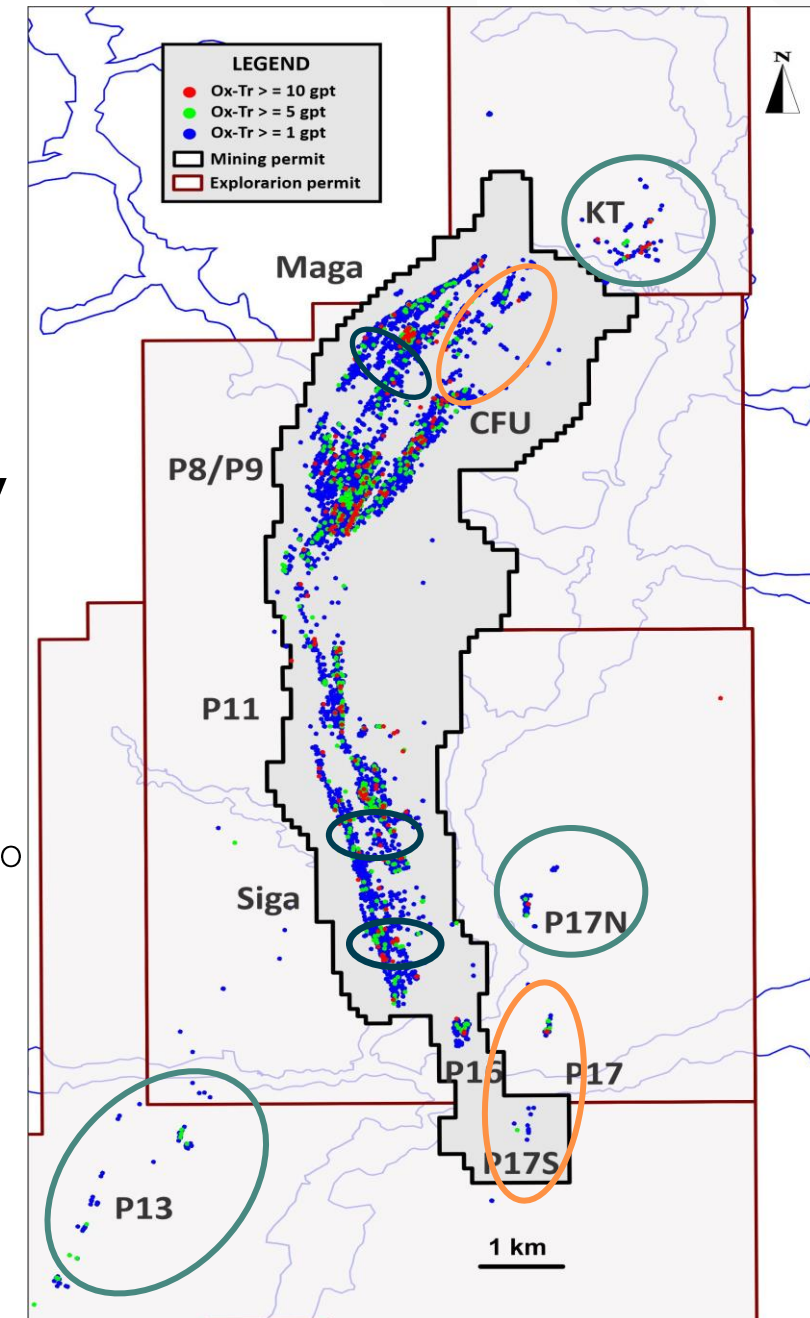 LEGEND
Ox-Tr > = 10 gpt
Ox-Tr > = 5 gpt
Ox-Tr > = 1 gpt
Mining permit
Explorarion permit
N
KT
Maga
CFU
P8/P9
P11
Siga
P17N
P16
P17
P17S
P13
1 km